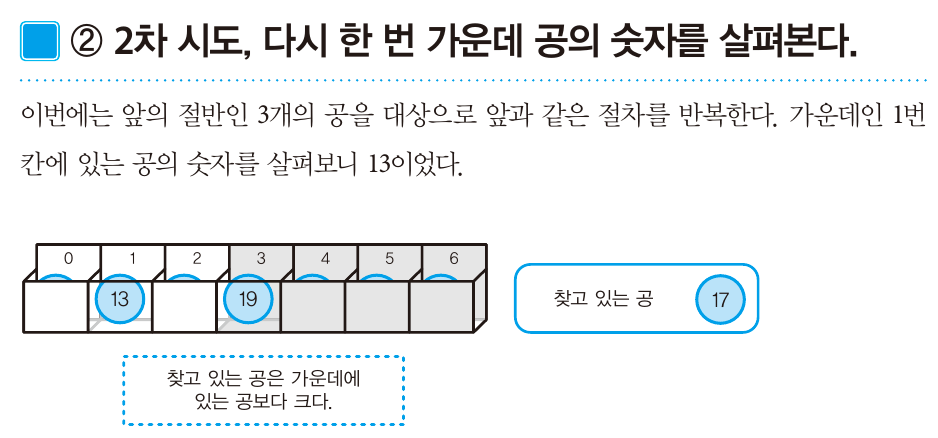 ② 2차 시도, 다시 한 번 가운데 공의 숫자를 살펴본다.
이번에는 앞의 절반인 3개의 공을 대상으로 앞과 같은 절차를 반복한다. 가운데인 1번
칸에 있는 공의 숫자를 살펴보니 13이었다.
0 1 2 3 4 5 6
13 19
찾고 있는 공 17
찾고 있는 공은 가운데에
있는 공보다 크다.